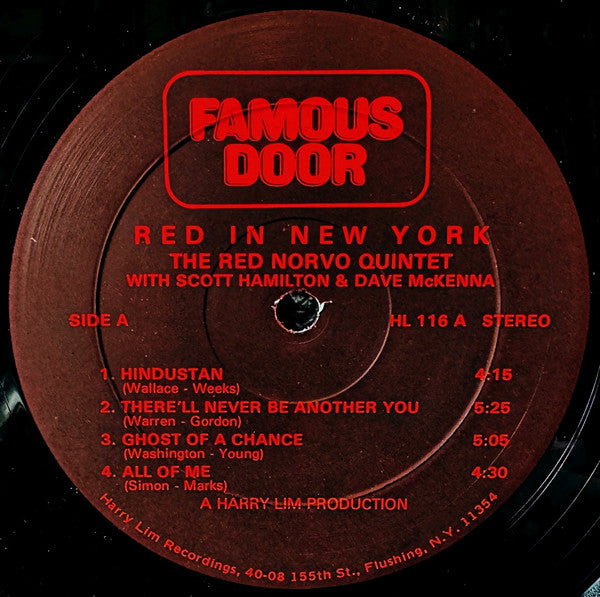 FAMOUS
DOOR
RED IN NEW YORK
THE RED NORVO QUINTET
WITH SCOTT HAMILTON & DAVE McKENNA
SIDE A HL 116 A STEREO
1. HINDUSTAN 4:15
(Wallace - Weeks)
2. THERE'LL NEVER BE ANOTHER YOU 5:25
(Warren - Gordon)
3. GHOST OF A CHANCE 5:05
(Washington - Young)
4. ALL OF ME 4:30
(Simon - Marks)
A HARRY LIM PRODUCTION
Harry Lim Recordings, 40-08 155th St., Flushing, N.Y. 11354